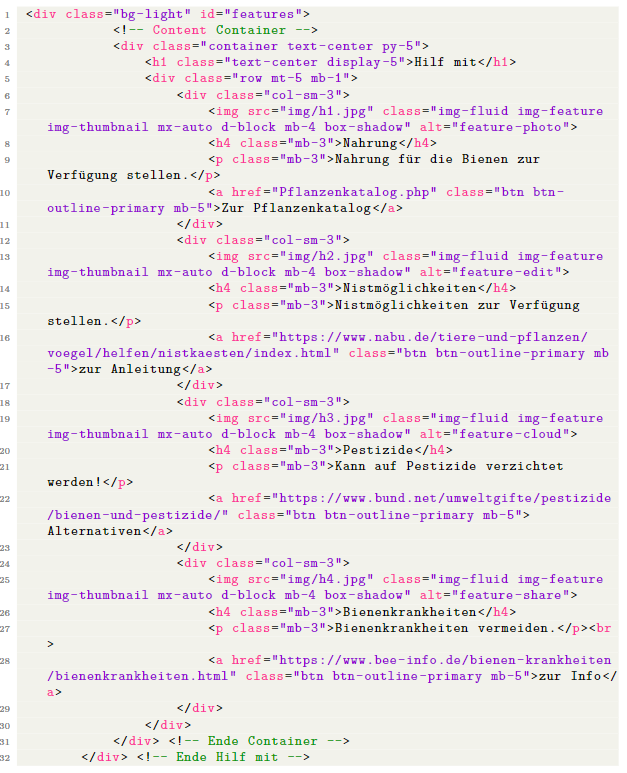 1 <div class="bg-light" id="features">
2 <!-- Content Container -->
3 <div class="container text-center py-5">
4 <h1 class="text-center display-5">Hilf mit</h1>
5 <div class="row mt-5 mb-1">
6 <div class="col-sm-3">
7 <img src="img/h1.jpg" class="img-fluid img-feature
img-thumbnail mx-auto d-block mb-4 box-shadow" alt="feature-photo">
8 <h4 class="mb-3">Nahrung</h4>
9 <p class="mb-3">Nahrung für die Bienen zur
Verfügung stellen.</p>
10 <a href="Pflanzenkatalog.php" class="btn btn-
outline-primary mb-5">Zur Pflanzenkatalog</a>
11 </div>
12 <div class="col-sm-3">
13 <img src="img/h2.jpg" class="img-fluid img-feature
img-thumbnail mx-auto d-block mb-4 box-shadow" alt="feature-edit">
14 <h4 class="mb-3">Nistmöglichkeiten</h4>
15 <p class="mb-3">Nistmöglichkeiten zur Verfügung
stellen.</p>
16 <a href="https://www.nabu.de/tiere-und-pflanzen/
voegel/helfen/nistkaesten/index.html" class="btn btn-outline-primary mb
-5">zur Anleitung</a>
17 </div>
18 <div class="col-sm-3">
19 <img src="img/h3.jpg" class="img-fluid img-feature
img-thumbnail mx-auto d-block mb-4 box-shadow" alt="feature-cloud">
20 <h4 class="mb-3">Pestizide</h4>
21 <p class="mb-3">Kann auf Pestizide verzichtet
werden!</p>
22 <a href="https://www.bund.net/umweltgifte/pestizide
/bienen-und-pestizide/" class="btn btn-outline-primary mb-5">
Alternativen</a>
23 </div>
24 <div class="col-sm-3">
25 <img src="img/h4.jpg" class="img-fluid img-feature
img-thumbnail mx-auto d-block mb-4 box-shadow" alt="feature-share">
26 <h4 class="mb-3">Bienenkrankheiten</h4>
27 <p class="mb-3">Bienenkrankheiten vermeiden.</p><br
>
28 <a href="https://www.bee-info.de/bienen-krankheiten
/bienenkrankheiten.html" class="btn btn-outline-primary mb-5">zur Info</
a>
29 </div>
30 </div>
31 </div> <!-- Ende Container -->
32 </div> <!-- Ende Hilf mit -->